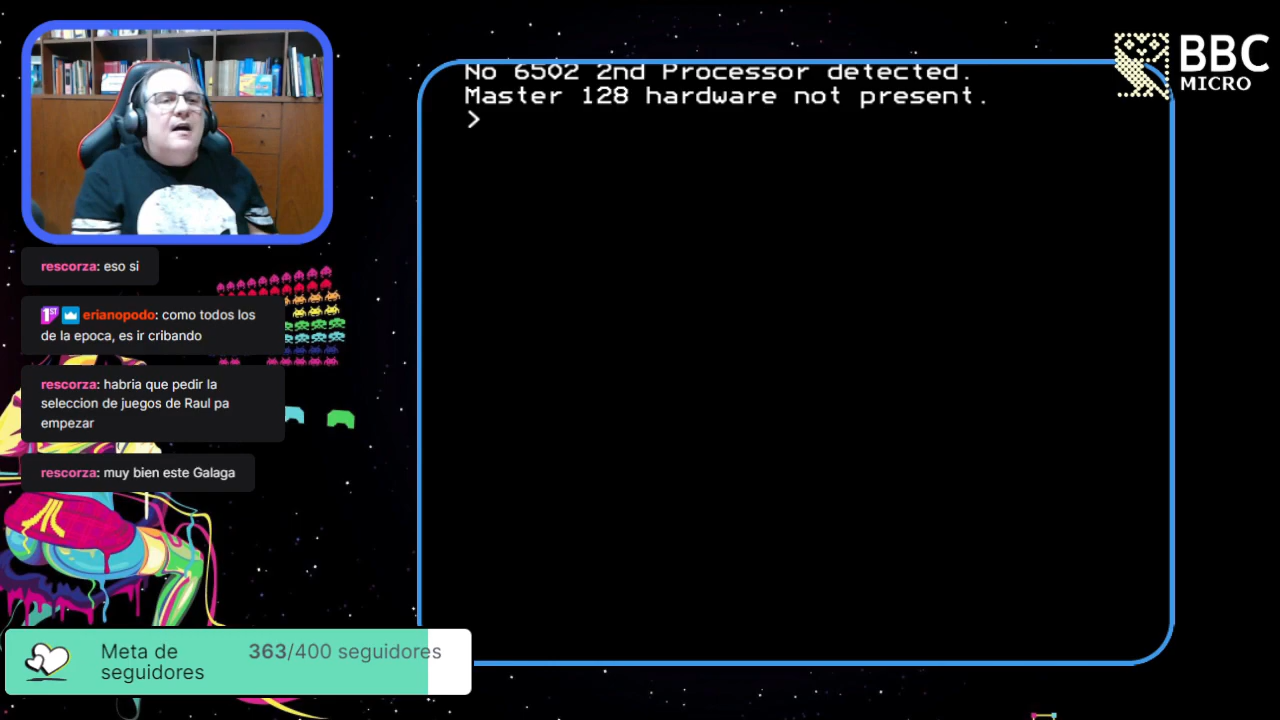 No 6502 2nd Processor detected.
Master 128 hardware not present.
>
BBC
MICRO
rescorza: eso si
1ST erianopodo: como todos los
de la epoca, es ir cribando
rescorza: habria que pedir la
seleccion de juegos de Raul pa
empezar
rescorza: muy bien este Galaga
Meta de
seguidores
363/400 seguidores